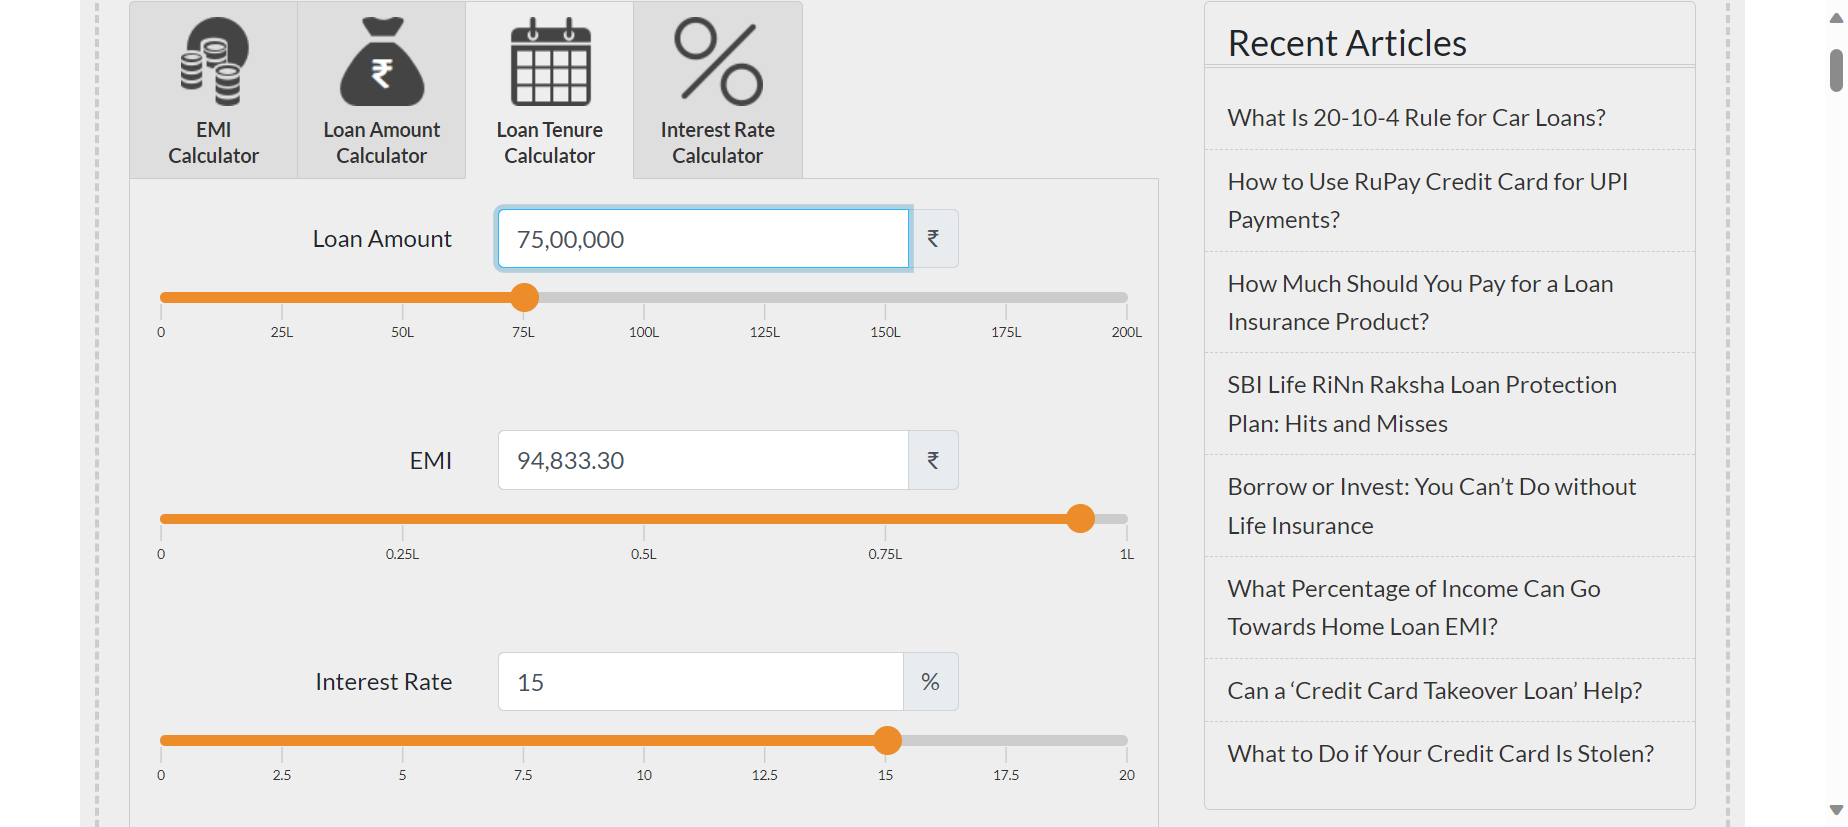 EMI
Calculator
Loan Amount
Calculator
Loan Tenure
Calculator
Interest Rate
Calculator
Loan Amount
75,00,000
₹
0 25L 50L 75L 100L 125L 150L 175L 200L
EMI
94,833.30
₹
0 0.25L 0.5L 0.75L 1L
Interest Rate
15
%
0 2.5 5 7.5 10 12.5 15 17.5 20
Recent Articles
What Is 20-10-4 Rule for Car Loans?
How to Use RuPay Credit Card for UPI
Payments?
How Much Should You Pay for a Loan
Insurance Product?
SBI Life RiNn Raksha Loan Protection
Plan: Hits and Misses
Borrow or Invest: You Can’t Do without
Life Insurance
What Percentage of Income Can Go
Towards Home Loan EMI?
Can a ‘Credit Card Takeover Loan’ Help?
What to Do if Your Credit Card Is Stolen?